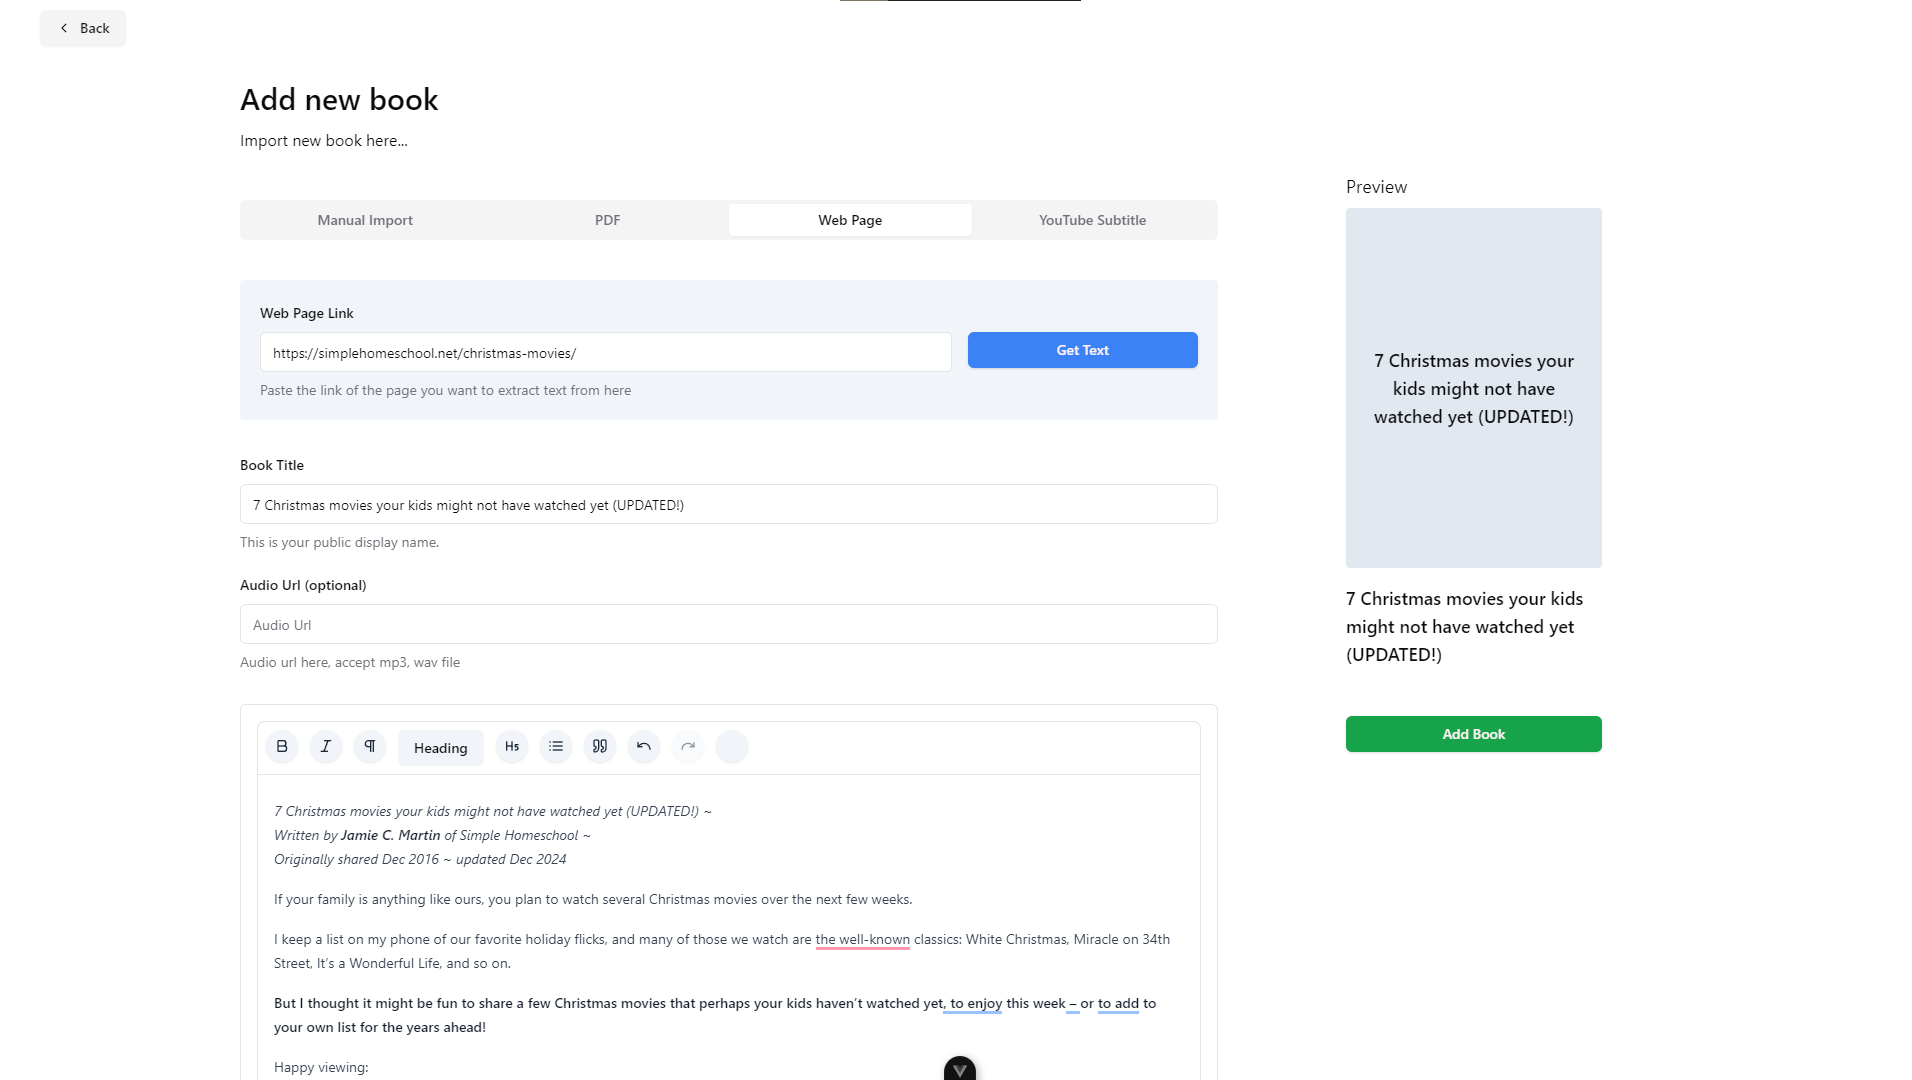 Back
Add new book
Import new book here...
Manual Import
PDF
Web Page
YouTube Subtitle
Web Page Link
https://simplehomeschool.net/christmas-movies/
Get Text
Paste the link of the page you want to extract text from here
Book Title
7 Christmas movies your kids might not have watched yet (UPDATED!)
This is your public display name.
Audio Url (optional)
Audio Url
Audio url here, accept mp3, wav file
B
I
¶
Heading
H5
7 Christmas movies your kids might not have watched yet (UPDATED!) ~
Written by Jamie C. Martin of Simple Homeschool ~
Originally shared Dec 2016 ~ updated Dec 2024
If your family is anything like ours, you plan to watch several Christmas movies over the next few weeks.
I keep a list on my phone of our favorite holiday flicks, and many of those we watch are the well-known classics: White Christmas, Miracle on 34th
Street, It’s a Wonderful Life, and so on.
But I thought it might be fun to share a few Christmas movies that perhaps your kids haven’t watched yet, to enjoy this week – or to add to
your own list for the years ahead!
Happy viewing:
Preview
7 Christmas movies your
kids might not have
watched yet (UPDATED!)
7 Christmas movies your kids
might not have watched yet
(UPDATED!)
Add Book